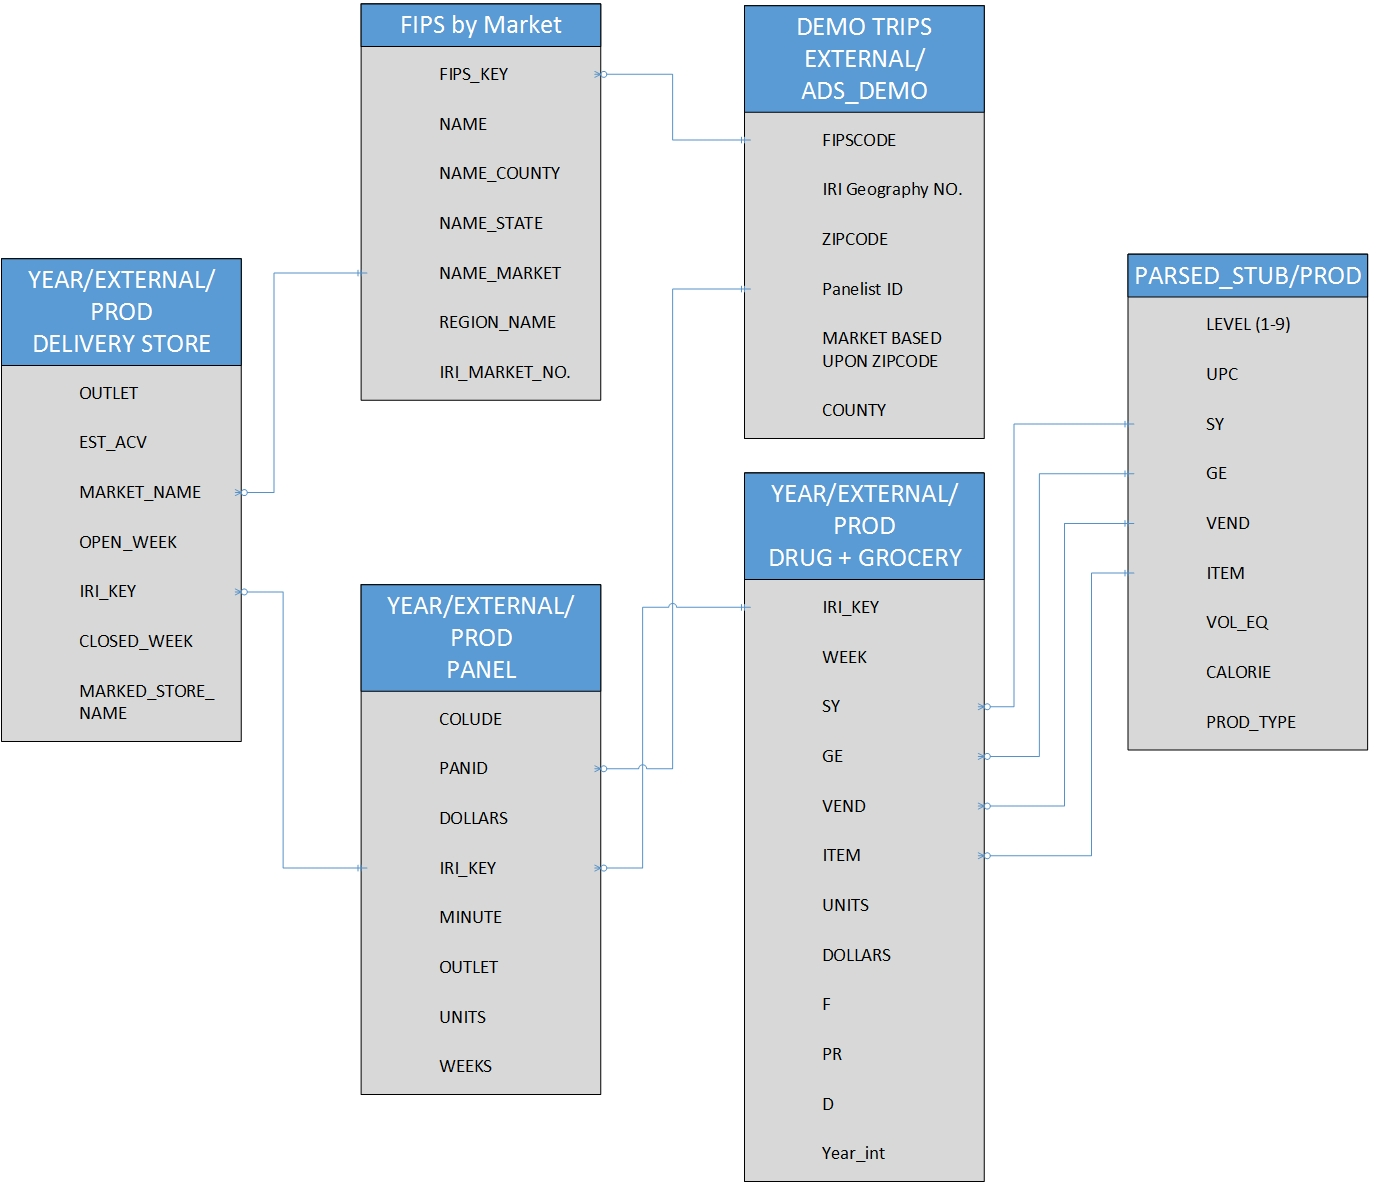 FIPS by Market
FIPS_KEY
NAME
NAME_COUNTY
NAME_STATE
NAME_MARKET
REGION_NAME
IRI_MARKET_NO.
DEMO TRIPS
EXTERNAL/
ADS_DEMO
FIPSCODE
IRI Geography NO.
ZIPCODE
Panelist ID
MARKET BASED
UPON ZIPCODE
COUNTY
YEAR/EXTERNAL/
PROD
DELIVERY STORE
OUTLET
EST_ACV
MARKET_NAME
OPEN_WEEK
IRI_KEY
CLOSED_WEEK
MARKED_STORE_
NAME
YEAR/EXTERNAL/
PROD
PANEL
COLUDE
PANID
DOLLARS
IRI_KEY
MINUTE
OUTLET
UNITS
WEEKS
YEAR/EXTERNAL/
PROD
DRUG + GROCERY
IRI_KEY
WEEK
SY
GE
VEND
ITEM
UNITS
DOLLARS
F
PR
D
Year_int
PARSED_STUB/PROD
LEVEL (1-9)
UPC
SY
GE
VEND
ITEM
VOL_EQ
CALORIE
PROD_TYPE